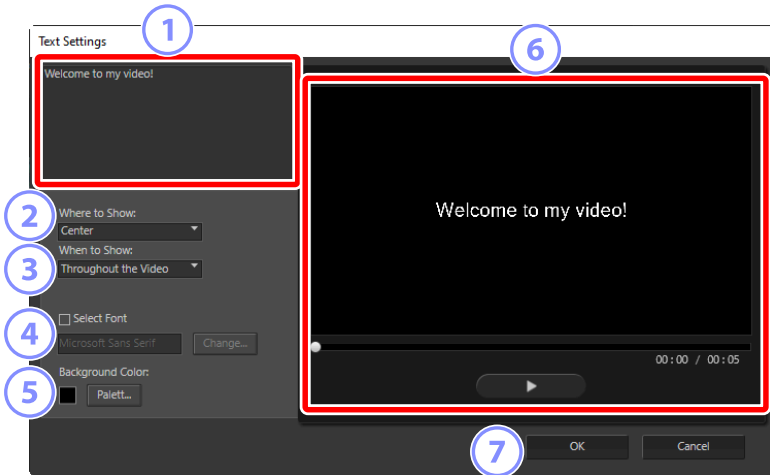 1
Text Settings
6
Welcome to my video!
Welcome to my video!
2
Where to Show:
Center
When to Show:
3
Throughout the Video
Select Font
4
Microsoft Sans Serif
Change...
00:00 / 00:05
Background Color:
5
Palett...
7
OK
Cancel